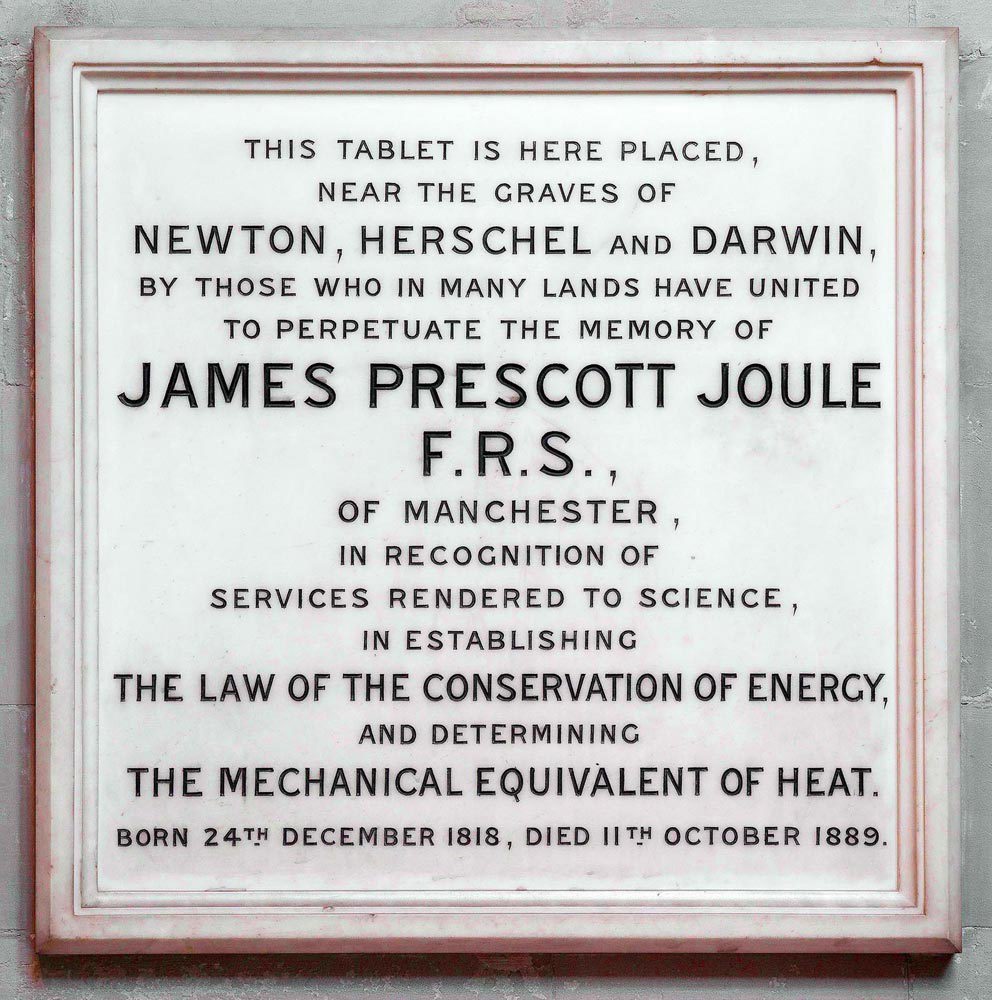 THIS TABLET IS HERE PLACED,
NEAR THE GRAVES OF
NEWTON, HERSCHEL AND DARWIN,
BY THOSE WHO IN MANY LANDS HAVE UNITED
TO PERPETUATE THE MEMORY OF
JAMES PRESCOTT JOULE
F.R.S.,
OF MANCHESTER,
IN RECOGNITION OF
SERVICES RENDERED TO SCIENCE,
IN ESTABLISHING
THE LAW OF THE CONSERVATION OF ENERGY,
AND DETERMINING
THE MECHANICAL EQUIVALENT OF HEAT.
BORN 24TH DECEMBER 1818, DIED 11TH OCTOBER 1889.